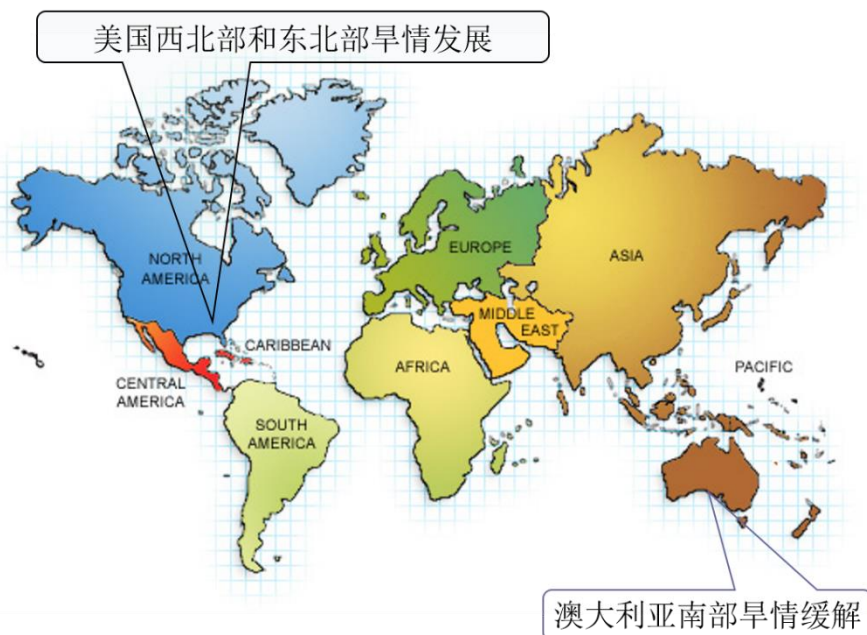 美国西北部和东北部旱情发展
NORTH
AMERICA
EUROPE
ASIA
MIDDLE
EAST
CARIBBEAN
AFRICA
PACIFIC
CENTRAL
AMERICA
SOUTH
AMERICA
澳大利亚南部旱情缓解